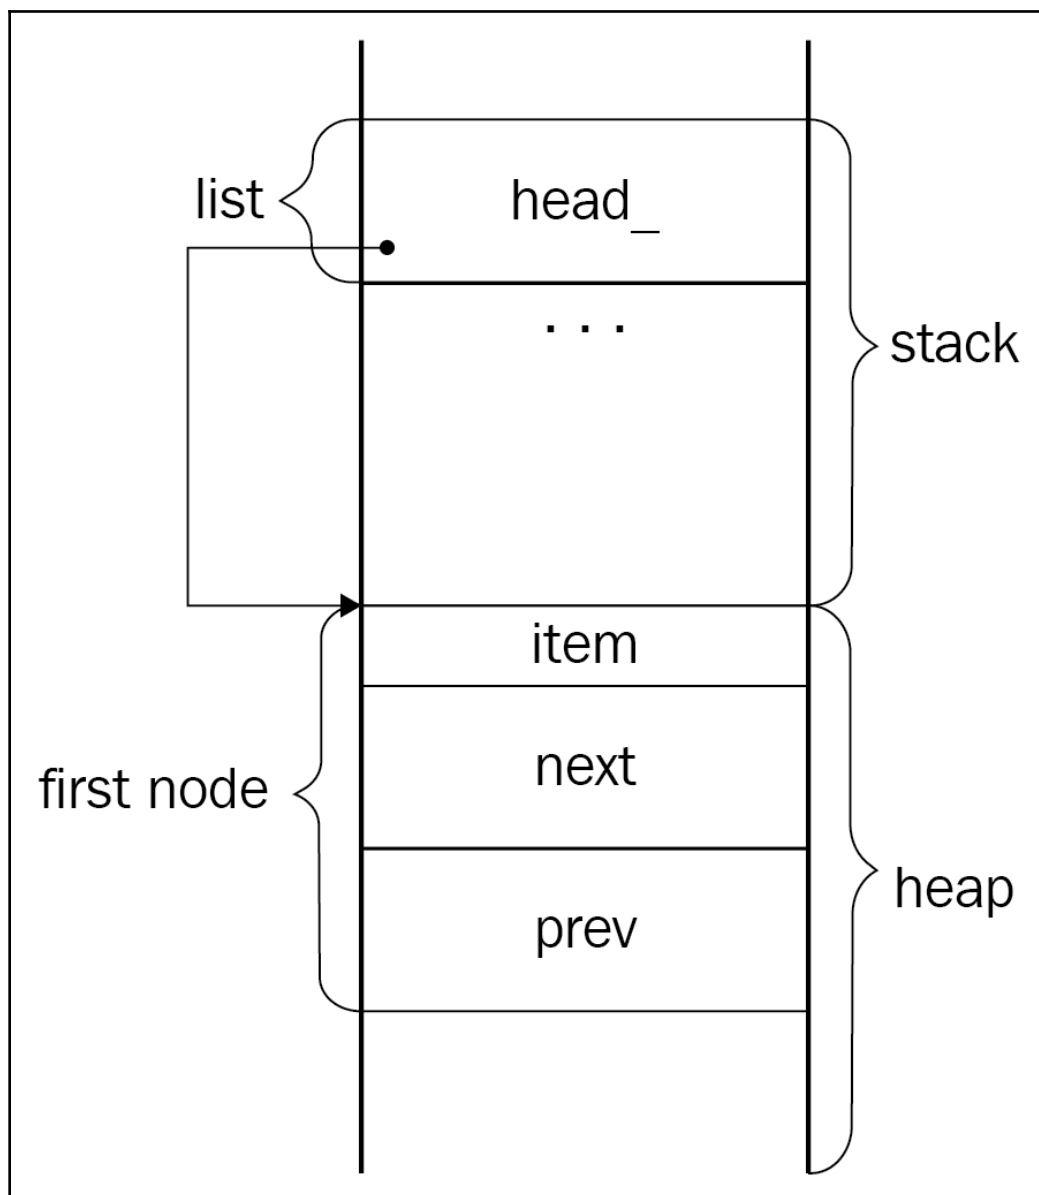 list
head_
. . .
stack
item
next
first node
heap
prev